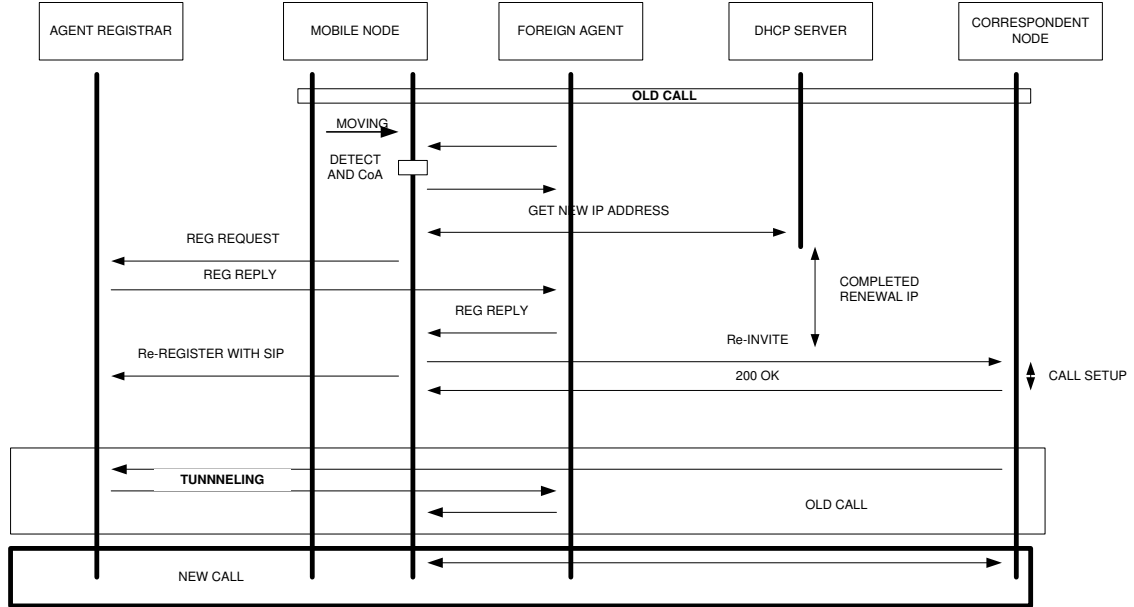 AGENT REGISTRAR
MOBILE NODE
FOREIGN AGENT
DHCP SERVER
CORRESPONDENT
NODE
OLD CALL
MOVING
DETECT
AND CoA
GET NEW IP ADDRESS
REG REQUEST
REG REPLY
COMPLETED
RENEWAL IP
REG REPLY
Re-INVITE
Re-REGISTER WITH SIP
200 OK
CALL SETUP
TUNNNELING
OLD CALL
NEW CALL